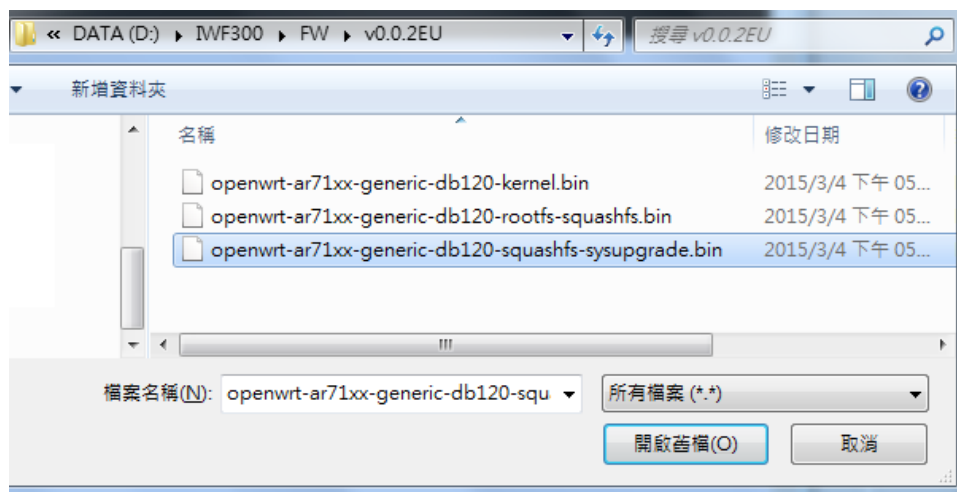 « DATA (D:) ▸ IWF300 ▸ FW ▸ v0.0.2EU
搜尋 v0.0.2EU
新增資料夾
名稱 修改日期
openwrt-ar71xx-generic-db120-kernel.bin 2015/3/4 下午 05...
openwrt-ar71xx-generic-db120-rootfs-squashfs.bin 2015/3/4 下午 05...
openwrt-ar71xx-generic-db120-squashfs-sysupgrade.bin 2015/3/4 下午 05...
檔案名稱(N): openwrt-ar71xx-generic-db120-squ 所有檔案 (*.*)
開啟舊檔(O) 取消